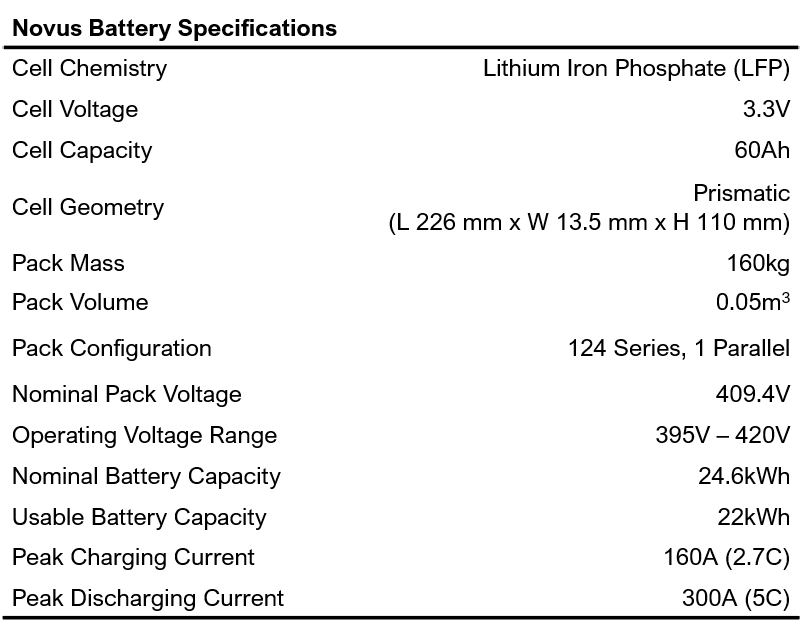 Novus Battery Specifications
Cell Chemistry Lithium Iron Phosphate (LFP)
Cell Voltage 3.3V
Cell Capacity 60Ah
Cell Geometry Prismatic
(L 226 mm x W 13.5 mm x H 110 mm)
Pack Mass 160kg
Pack Volume 0.05m³
Pack Configuration 124 Series, 1 Parallel
Nominal Pack Voltage 409.4V
Operating Voltage Range 395V – 420V
Nominal Battery Capacity 24.6kWh
Usable Battery Capacity 22kWh
Peak Charging Current 160A (2.7C)
Peak Discharging Current 300A (5C)